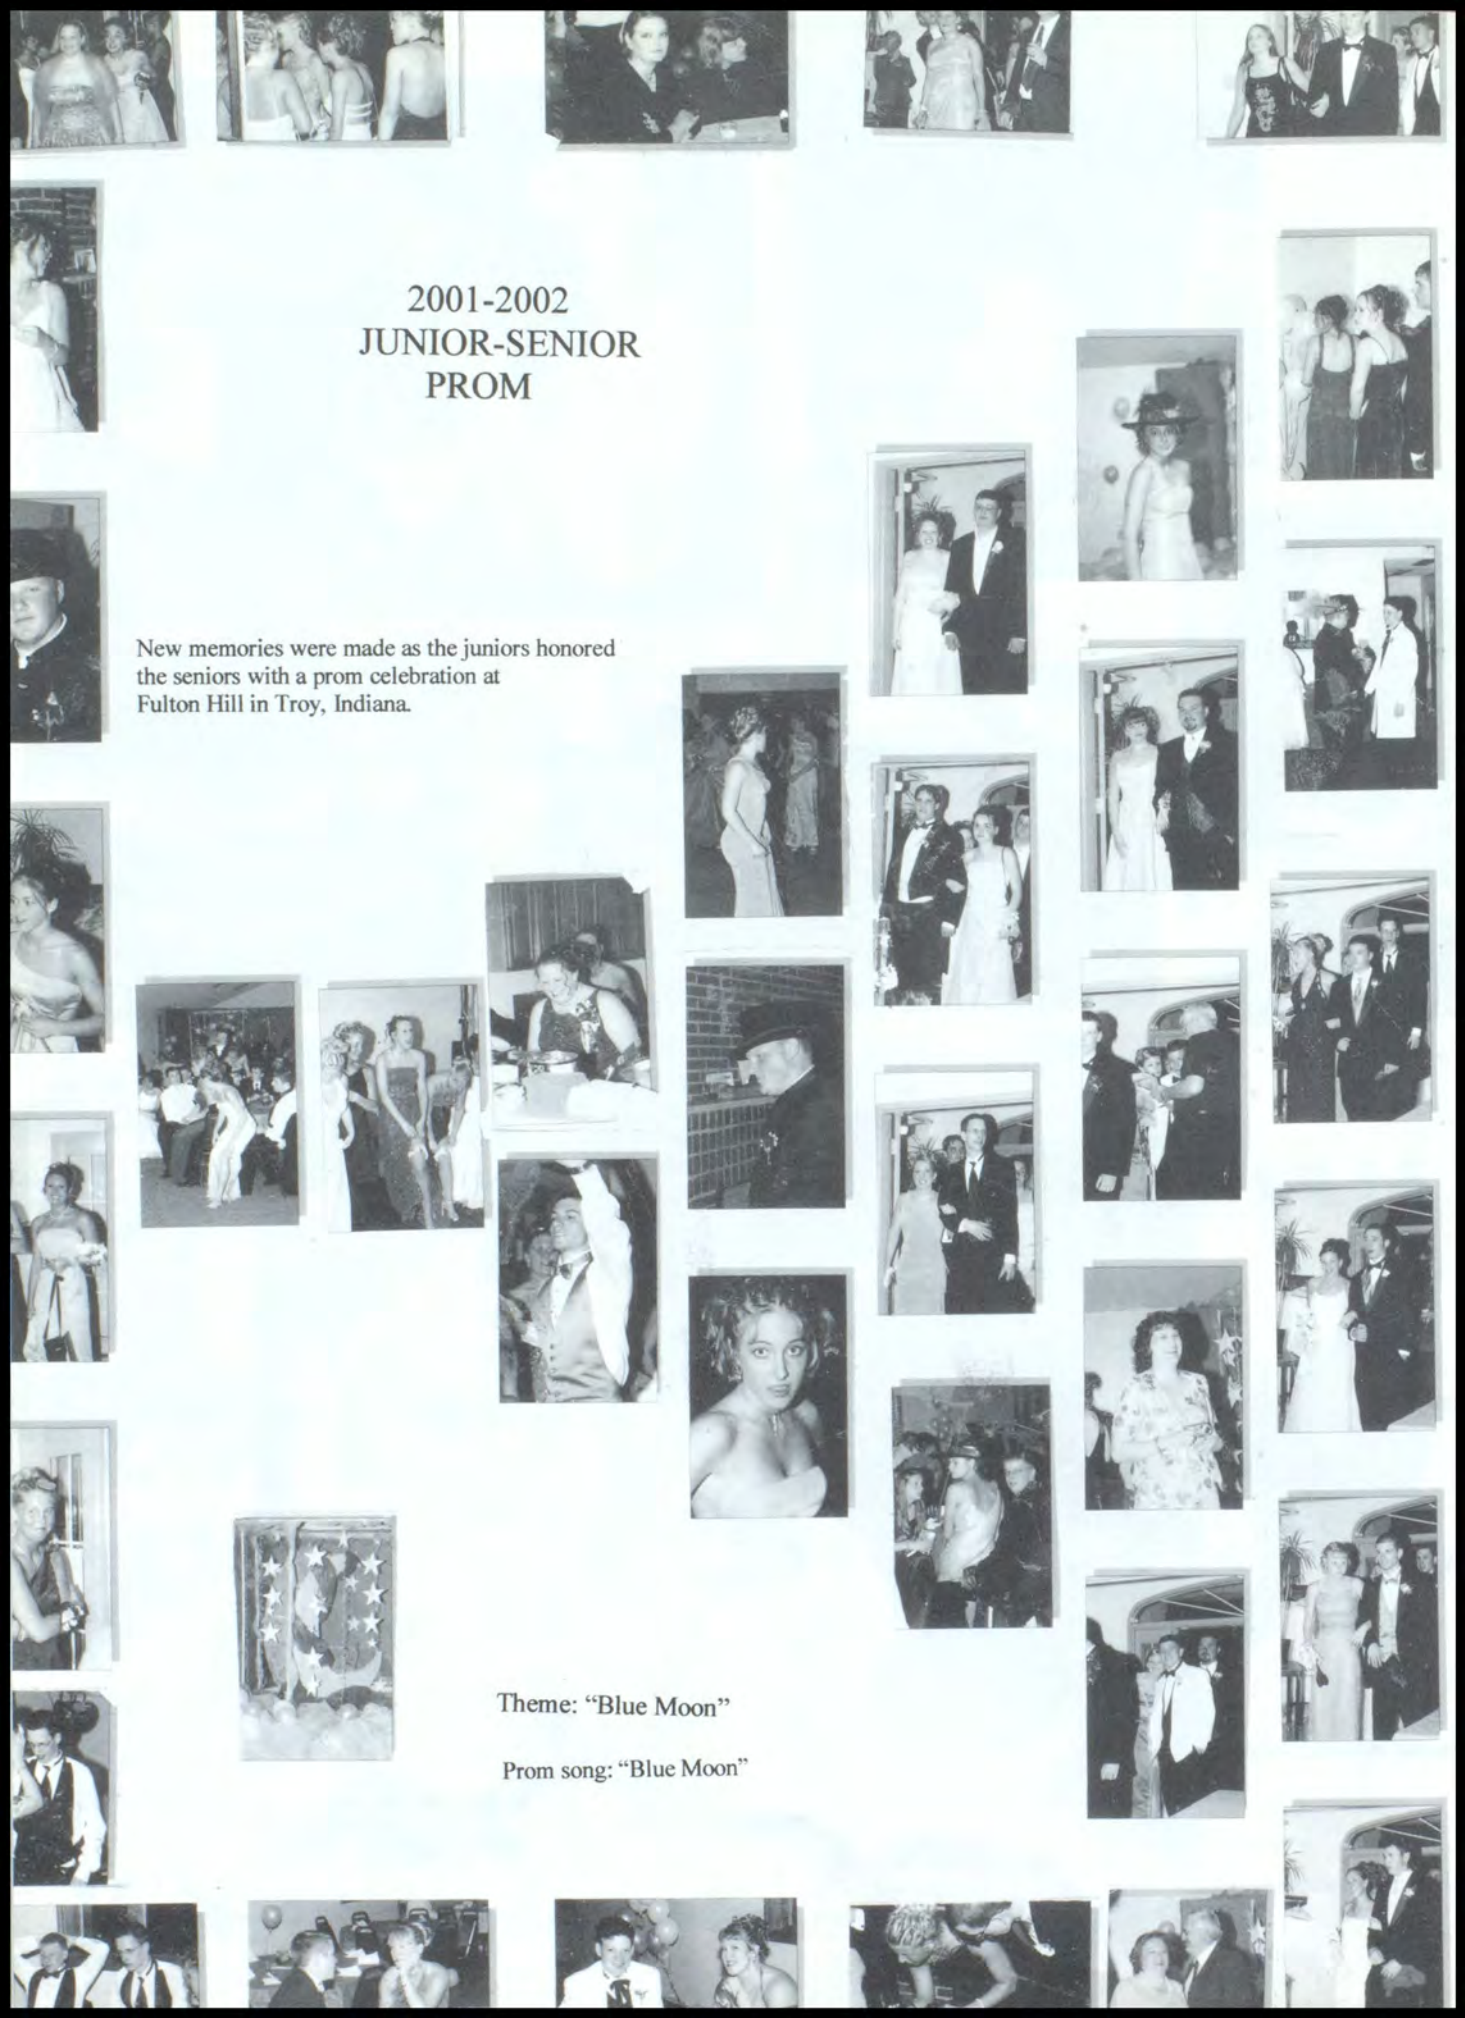 2001-2002
JUNIOR-SENIOR
PROM
New memories were made as the juniors honored
the seniors with a prom celebration at
Fulton Hill in Troy, Indiana.
Theme: “Blue Moon”
Prom song: “Blue Moon”